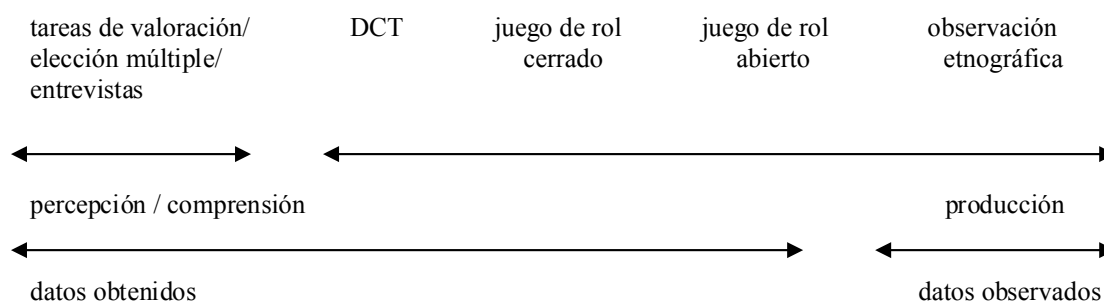 tareas de valoración/ DCT juego de rol juego de rol observación
elección múltiple/ cerrado abierto etnográfica
entrevistas
percepción / comprensión producción
datos obtenidos datos observados